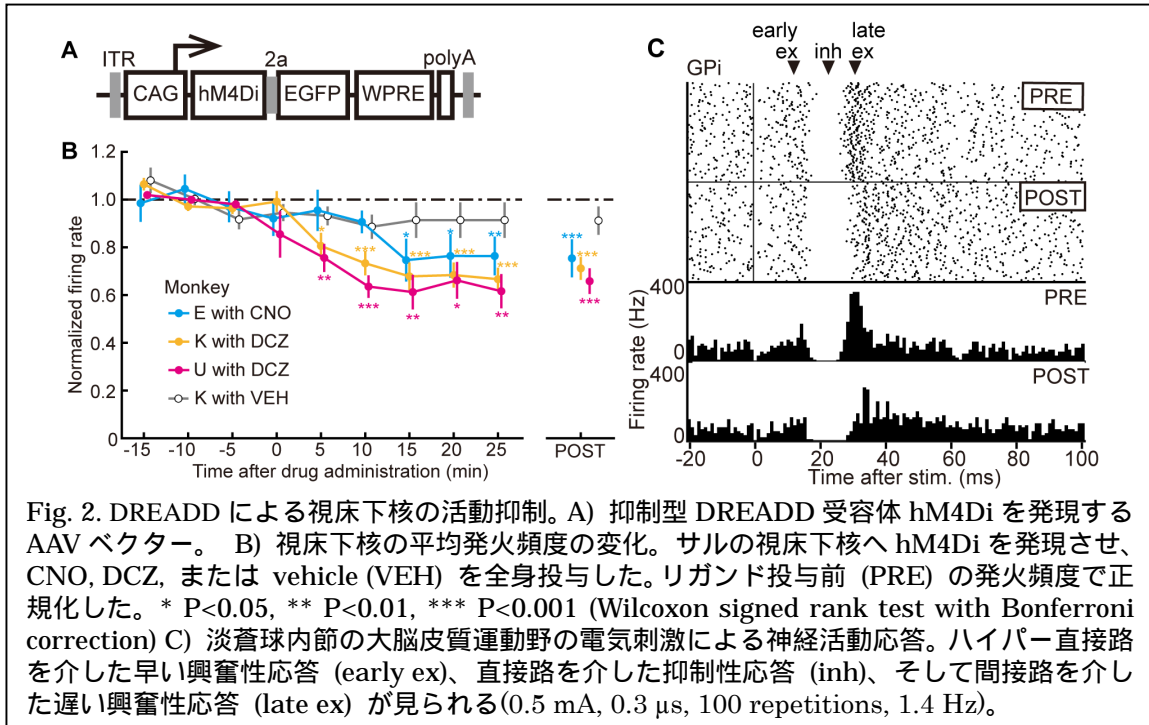 A
ITR
2a
polyA
CAG
hM4Di
EGFP
WPRE
B
1.2
1.0
0.8
0.6
0.4
0.2
0
Normalized firing rate
Monkey
E with CNO
K with DCZ
U with DCZ
K with VEH
* * **
* *** *** *** ***
** *** ** * **
*** *** ***
-15 -10 -5 0 5 10 15 20 25
POST
Time after drug administration (min)
C
early ex
inh
late ex
GPi
PRE
POST
400
PRE
0
400
POST
0
Firing rate (Hz)
-20 0 20 40 60 80 100
Time after stim. (ms)
Fig. 2. DREADD による視床下核の活動抑制。A) 抑制型 DREADD 受容体 hM4Di を発現する
AAV ベクター。 B) 視床下核の平均発火頻度の変化。サルの視床下核へ hM4Di を発現させ、
CNO, DCZ, または vehicle (VEH) を全身投与した。リガンド投与前 (PRE) の発火頻度で正
規化した。* P<0.05, ** P<0.01, *** P<0.001 (Wilcoxon signed rank test with Bonferroni
correction) C) 淡蒼球内節の大脳皮質運動野の電気刺激による神経活動応答。ハイパー直接路
を介した早い興奮性応答 (early ex)、直接路を介した抑制性応答 (inh)、そして間接路を介し
た遅い興奮性応答 (late ex) が見られる(0.5 mA, 0.3 μs, 100 repetitions, 1.4 Hz)。